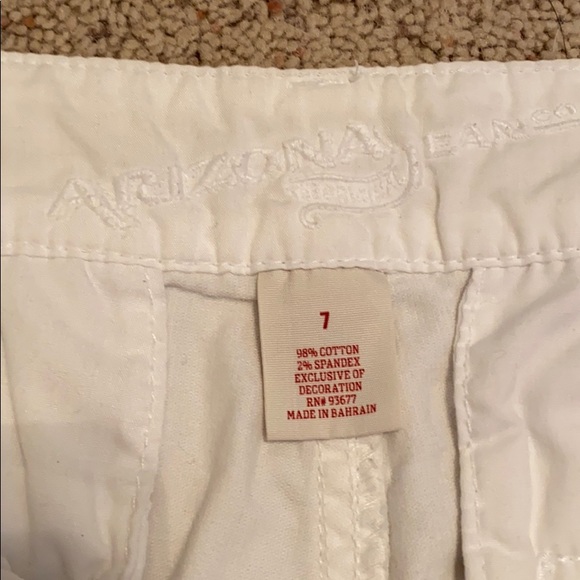 ARIZONA JEAN CO
7
98% COTTON
2% SPANDEX
EXCLUSIVE OF
DECORATION
RN# 93677
MADE IN BAHRAIN